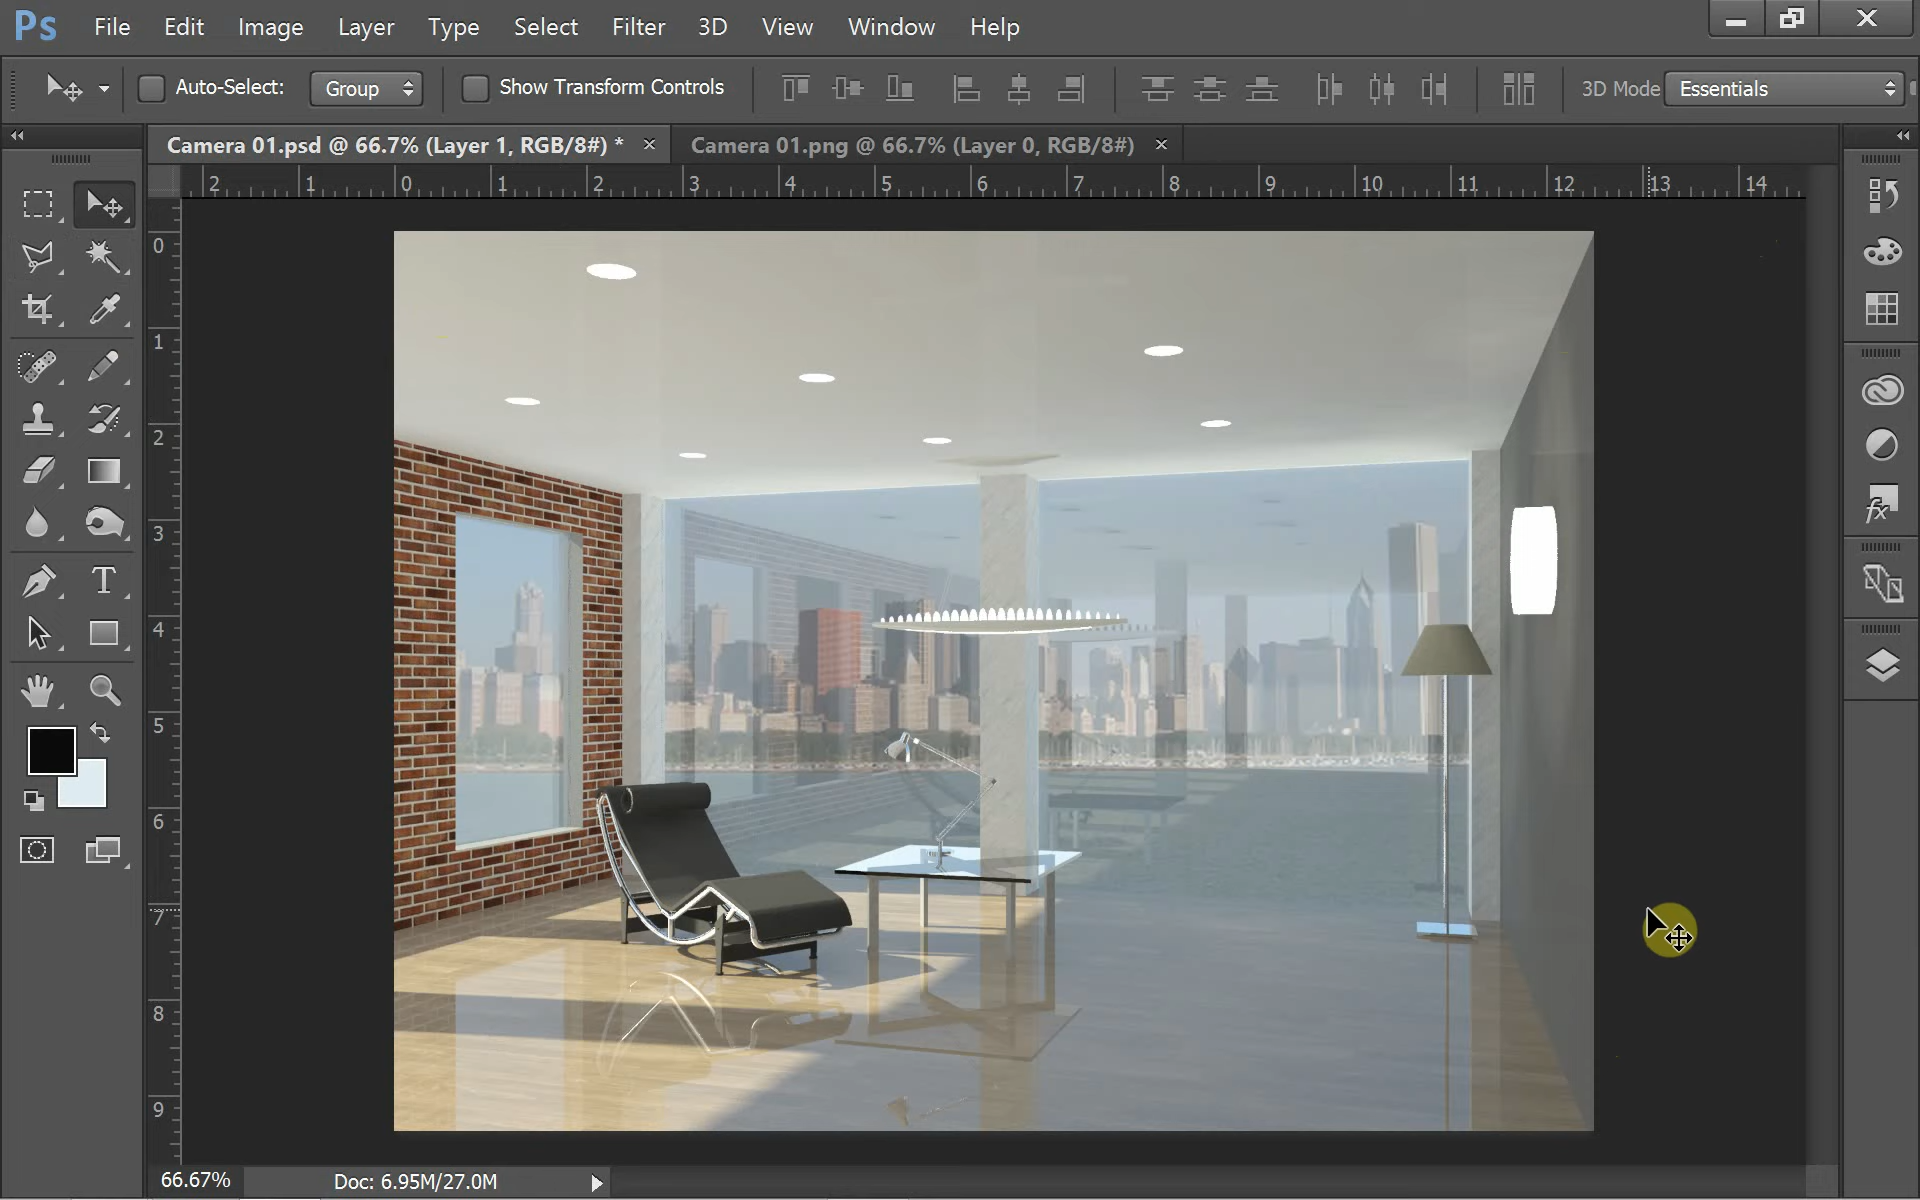 Ps File Edit Image Layer Type Select Filter 3D View Window Help
Auto-Select: Group Show Transform Controls 3D Mode Essentials
Camera 01.psd @ 66.7% (Layer 1, RGB/8#) * × Camera 01.png @ 66.7% (Layer 0, RGB/8#) ×
2 1 0 1 2 3 4 5 6 7 8 9 10 11 12 13 14
0
1
2
3
4
5
6
7
8
9
T
fx
66.67% Doc: 6.95M/27.0M